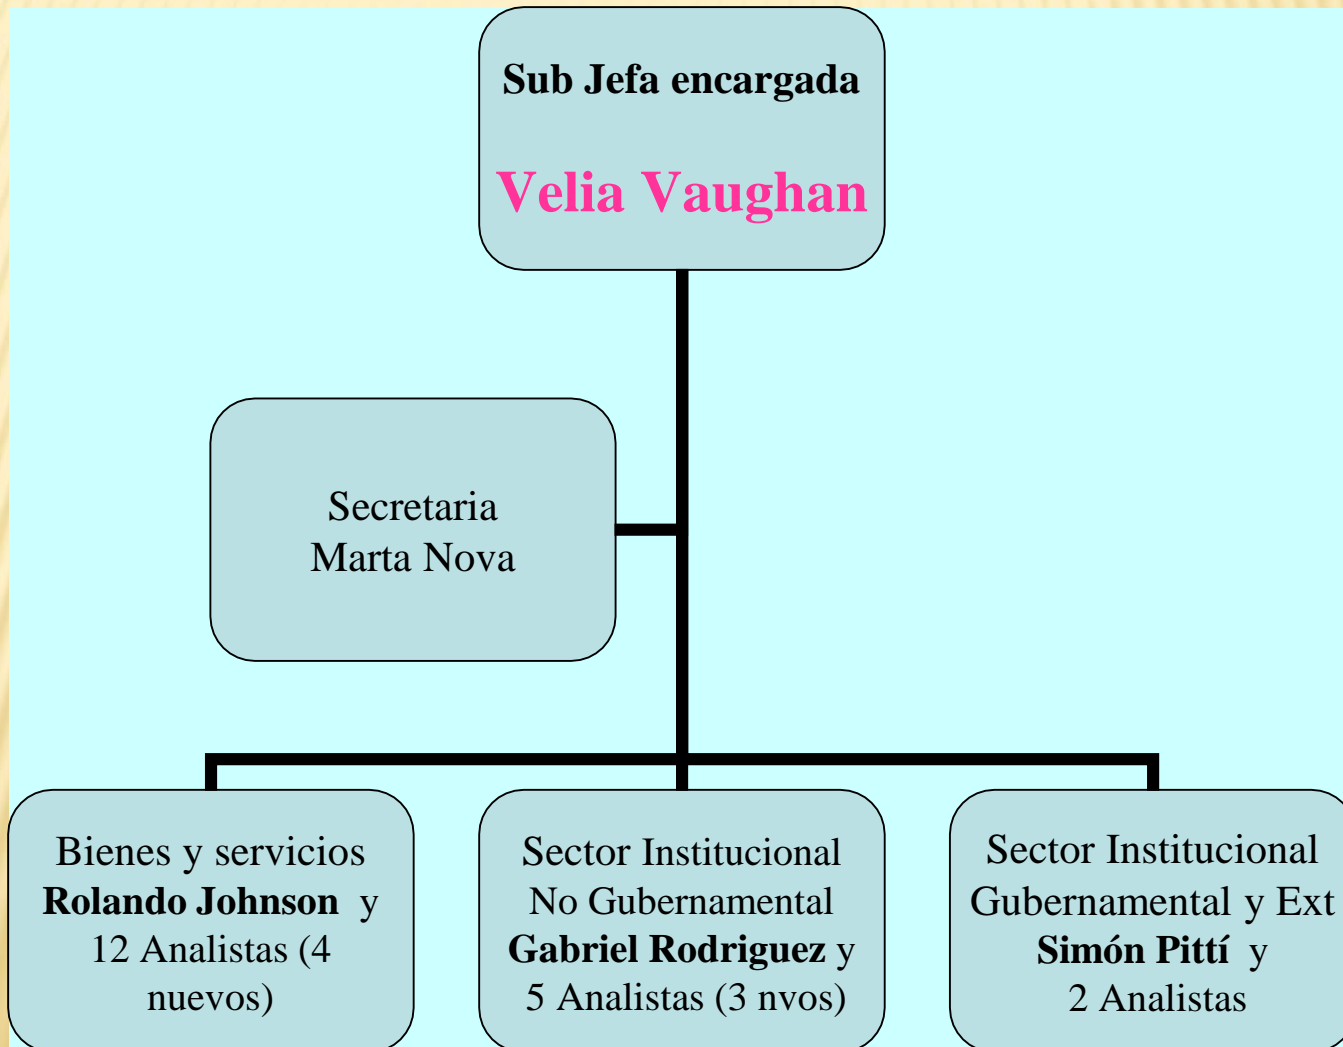 Sub Jefa encargada
Velia Vaughan
Secretaria
Marta Nova
Bienes y servicios
Rolando Johnson y
12 Analistas (4
nuevos)
Sector Institucional
No Gubernamental
Gabriel Rodriguez y
5 Analistas (3 nvos)
Sector Institucional
Gubernamental y Ext
Simón Pittí y
2 Analistas